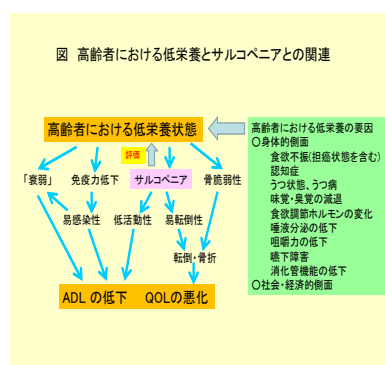 図 高齢者における低栄養とサルコペニアとの関連
高齢者における低栄養状態
評価
「衰弱」 免疫力低下 サルコペニア 骨脆弱性
易感染性 低活動性 易転倒性
転倒・骨折
ADL の低下 QOLの悪化
高齢者における低栄養の要因
〇身体的側面
食欲不振(担癌状態を含む)
認知症
うつ状態、うつ病
味覚・臭覚の減退
食欲調節ホルモンの変化
唾液分泌の低下
咀嚼力の低下
嚥下障害
消化管機能の低下
〇社会・経済的側面